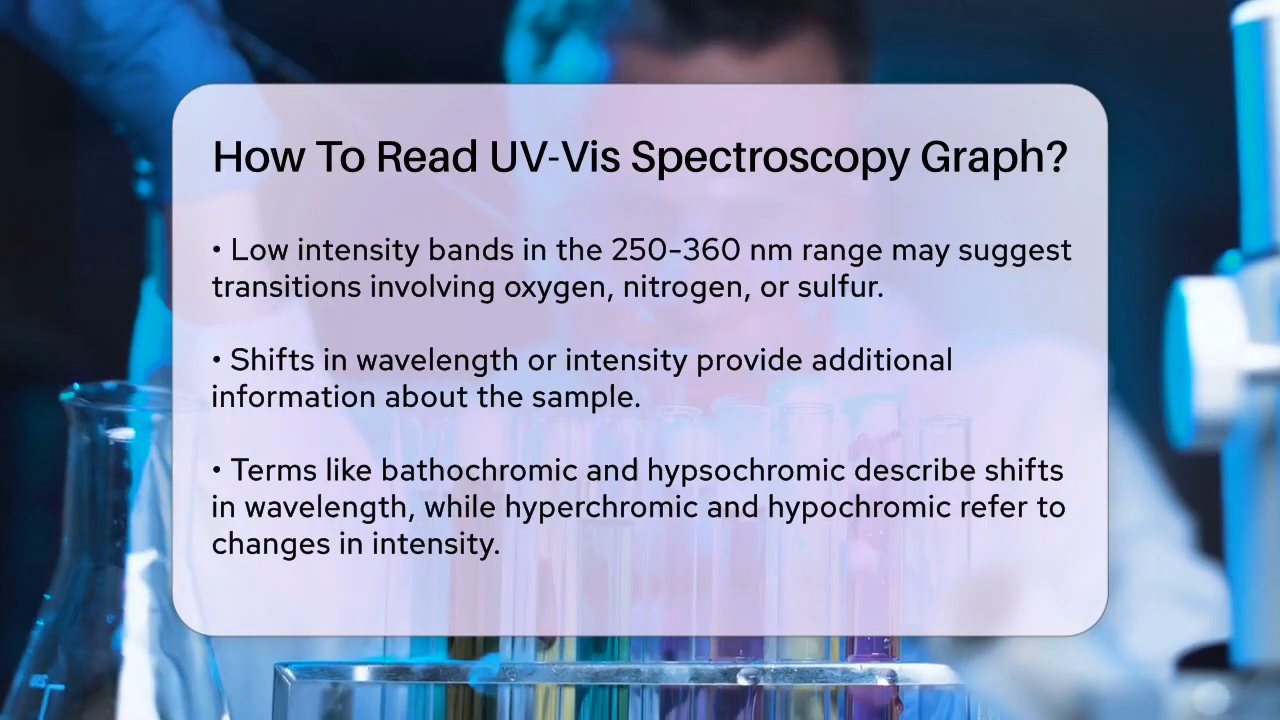 How To Read UV-Vis Spectroscopy Graph?
• Low intensity bands in the 250–360 nm range may suggest
transitions involving oxygen, nitrogen, or sulfur.
• Shifts in wavelength or intensity provide additional
information about the sample.
• Terms like bathochromic and hypsochromic describe shifts
in wavelength, while hyperchromic and hypochromic refer to
changes in intensity.